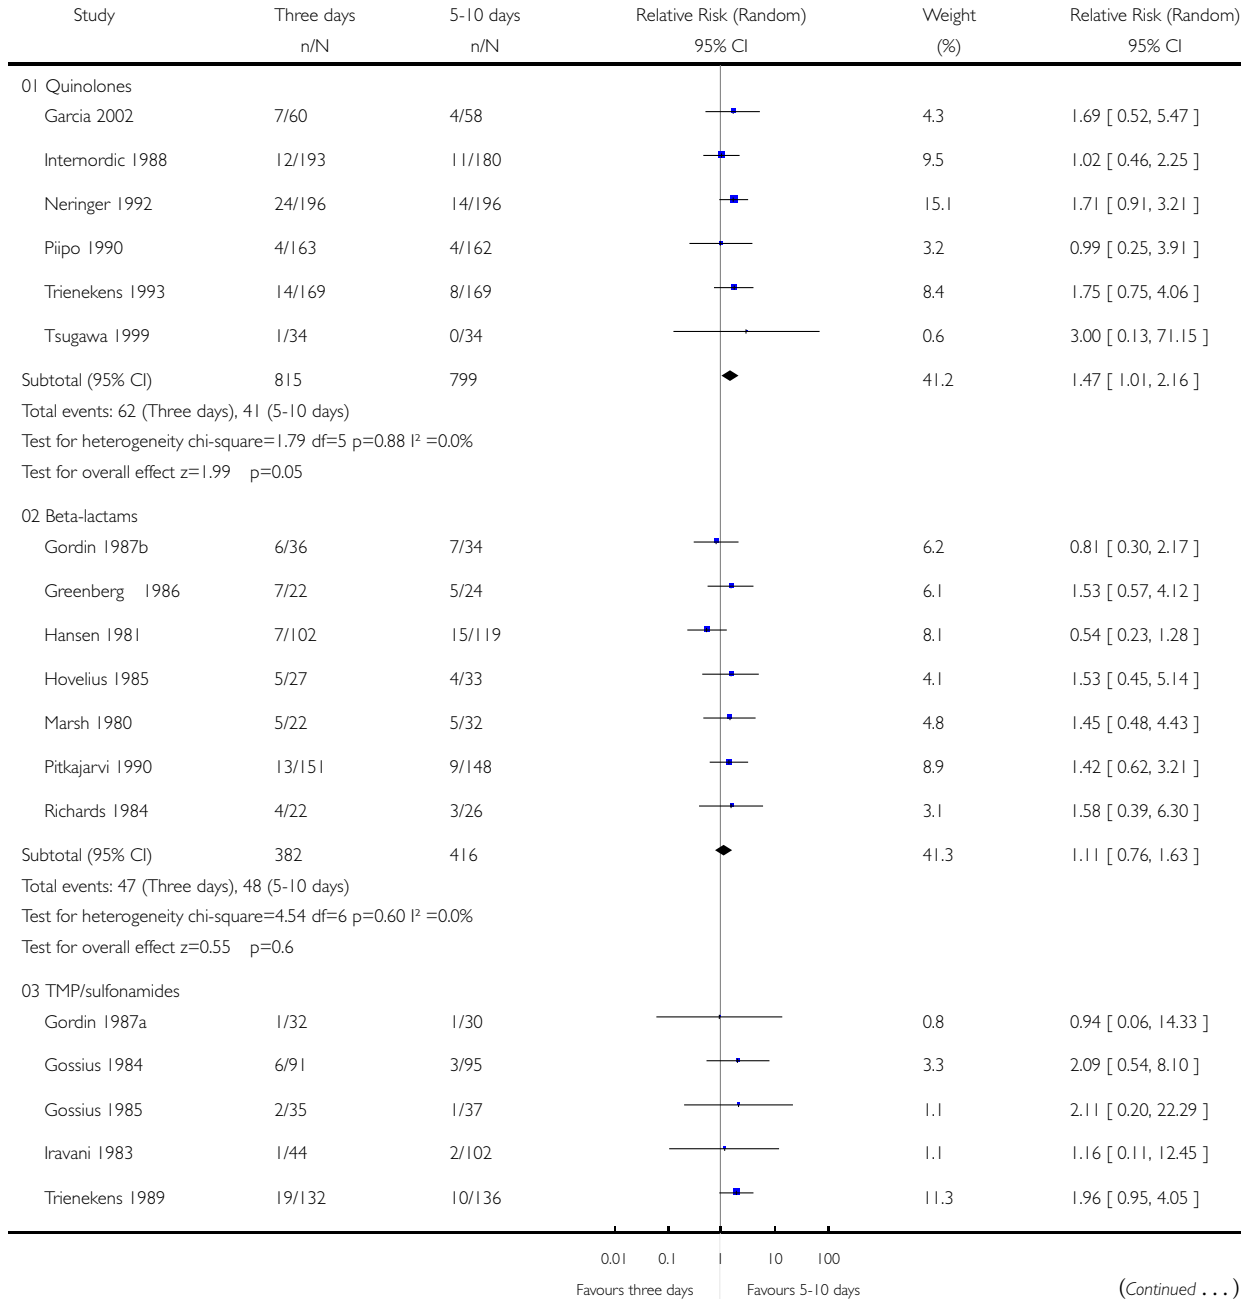 Study Three days 5-10 days Relative Risk (Random) Weight Relative Risk (Random)
n/N n/N 95% CI (%) 95% CI
01 Quinolones
Garcia 2002 7/60 4/58 4.3 1.69 [ 0.52, 5.47 ]
Internordic 1988 12/193 11/180 9.5 1.02 [ 0.46, 2.25 ]
Neringer 1992 24/196 14/196 15.1 1.71 [ 0.91, 3.21 ]
Piipo 1990 4/163 4/162 3.2 0.99 [ 0.25, 3.91 ]
Trienekens 1993 14/169 8/169 8.4 1.75 [ 0.75, 4.06 ]
Tsugawa 1999 1/34 0/34 0.6 3.00 [ 0.13, 71.15 ]
Subtotal (95% CI) 815 799 41.2 1.47 [ 1.01, 2.16 ]
Total events: 62 (Three days), 41 (5-10 days)
Test for heterogeneity chi-square=1.79 df=5 p=0.88 I² =0.0%
Test for overall effect z=1.99 p=0.05
02 Beta-lactams
Gordin 1987b 6/36 7/34 6.2 0.81 [ 0.30, 2.17 ]
Greenberg 1986 7/22 5/24 6.1 1.53 [ 0.57, 4.12 ]
Hansen 1981 7/102 15/119 8.1 0.54 [ 0.23, 1.28 ]
Hovelius 1985 5/27 4/33 4.1 1.53 [ 0.45, 5.14 ]
Marsh 1980 5/22 5/32 4.8 1.45 [ 0.48, 4.43 ]
Pitkajarvi 1990 13/151 9/148 8.9 1.42 [ 0.62, 3.21 ]
Richards 1984 4/22 3/26 3.1 1.58 [ 0.39, 6.30 ]
Subtotal (95% CI) 382 416 41.3 1.11 [ 0.76, 1.63 ]
Total events: 47 (Three days), 48 (5-10 days)
Test for heterogeneity chi-square=4.54 df=6 p=0.60 I² =0.0%
Test for overall effect z=0.55 p=0.6
03 TMP/sulfonamides
Gordin 1987a 1/32 1/30 0.8 0.94 [ 0.06, 14.33 ]
Gossius 1984 6/91 3/95 3.3 2.09 [ 0.54, 8.10 ]
Gossius 1985 2/35 1/37 1.1 2.11 [ 0.20, 22.29 ]
Iravani 1983 1/44 2/102 1.1 1.16 [ 0.11, 12.45 ]
Trienekens 1989 19/132 10/136 11.3 1.96 [ 0.95, 4.05 ]
0.01 0.1 1 10 100
Favours three days Favours 5-10 days (Continued . . . )